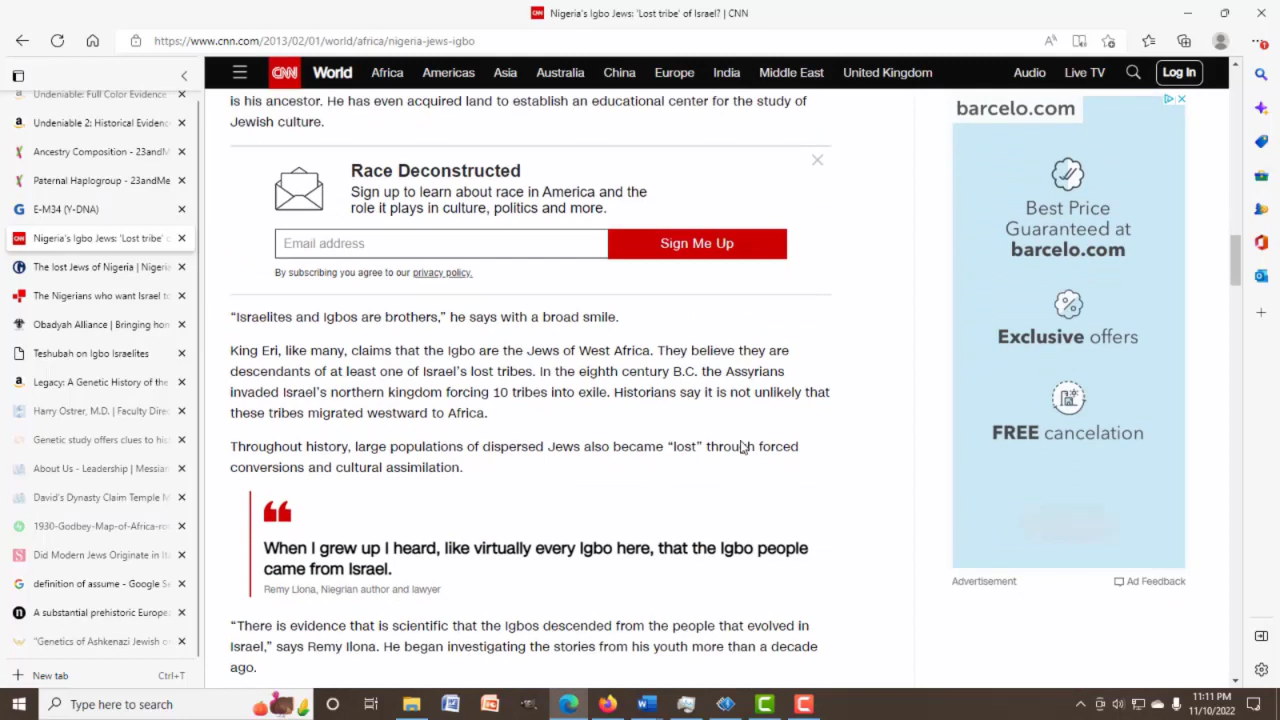 Nigeria's Igbo Jews: 'Lost tribe' of Israel? | CNN
https://www.cnn.com/2013/02/01/world/africa/nigeria-jews-igbo
Undeniable: Full Color Evidence
Undeniable 2: Historical Evidenc
Ancestry Composition - 23andM
Paternal Haplogroup - 23andMe
E-M34 (Y-DNA)
Nigeria's Igbo Jews: 'Lost tribe'
The lost Jews of Nigeria | Nigeria
The Nigerians who want Israel to
Obadyah Alliance | Bringing hom
Teshubah on Igbo Israelites
Legacy: A Genetic History of the
Harry Ostrer, M.D. | Faculty Direc
Genetic study offers clues to his
About Us - Leadership | Messian
David's Dynasty Claim Temple M
1930-Godbey-Map-of-Africa-ro
Did Modern Jews Originate in Ita
definition of assume - Google Se
A substantial prehistoric Europea
"Genetics of Ashkenazi Jewish o
New tab Ctrl+T
CNN World Africa Americas Asia Australia China Europe India Middle East United Kingdom Audio Live TV Log In
is his ancestor. He has even acquired land to establish an educational center for the study of
Jewish culture.
Race Deconstructed
Sign up to learn about race in America and the
role it plays in culture, politics and more.
Email address Sign Me Up
By subscribing you agree to our privacy policy.
“Israelites and Igbos are brothers,” he says with a broad smile.
King Eri, like many, claims that the Igbo are the Jews of West Africa. They believe they are
descendants of at least one of Israel’s lost tribes. In the eighth century B.C. the Assyrians
invaded Israel’s northern kingdom forcing 10 tribes into exile. Historians say it is not unlikely that
these tribes migrated westward to Africa.
Throughout history, large populations of dispersed Jews also became “lost” through forced
conversions and cultural assimilation.
When I grew up I heard, like virtually every Igbo here, that the Igbo people
came from Israel.
Remy Llona, Niegrian author and lawyer
“There is evidence that is scientific that the Igbos descended from the people that evolved in
Israel,” says Remy Ilona. He began investigating the stories from his youth more than a decade
ago.
barcelo.com
Best Price
Guaranteed at
barcelo.com
Exclusive offers
FREE cancelation
Advertisement Ad Feedback
Type here to search
11:11 PM
11/10/2022